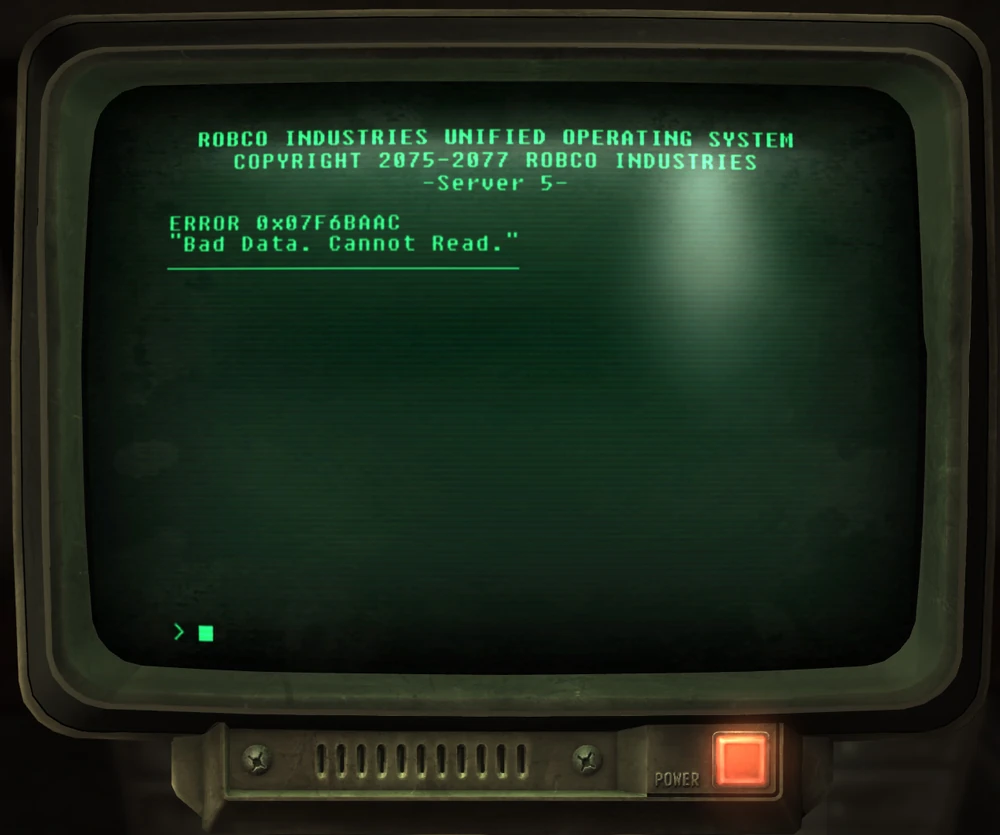 ROBCO INDUSTRIES UNIFIED OPERATING SYSTEM
COPYRIGHT 2075-2077 ROBCO INDUSTRIES
-Server 5-
ERROR 0x07F6BAAC
"Bad Data. Cannot Read."
>
POWER